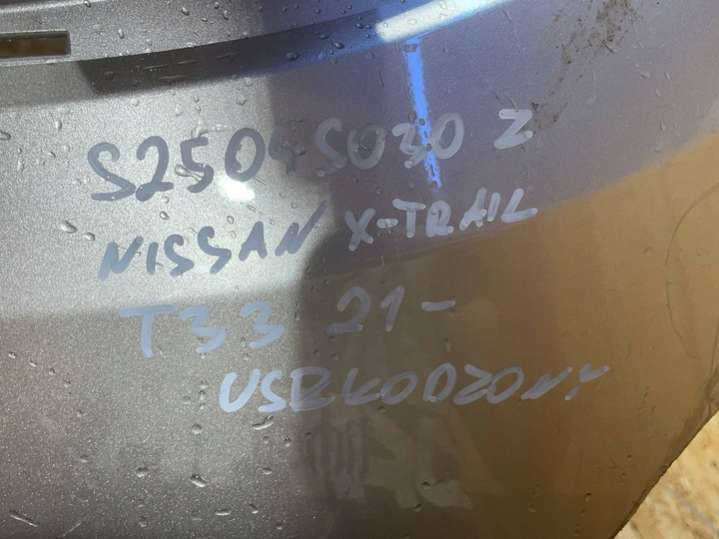 S2504S030 Z
NISSAN X-TRAIL
T33 21-
USZKODZONY